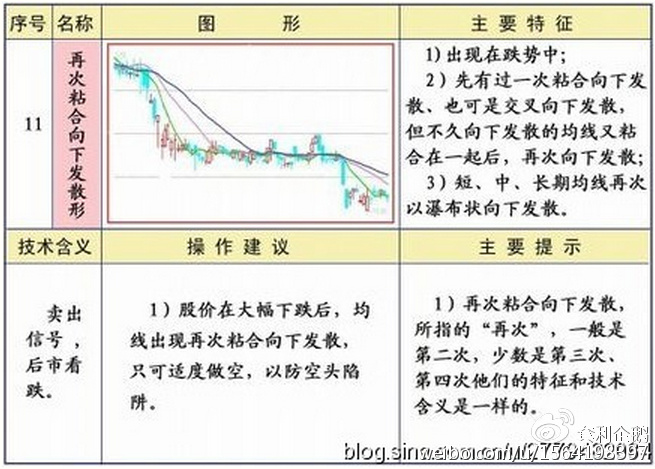 序号 名称 图 形 主 要 特 征
11
再次粘合向下发散形
1）出现在跌势中；
2）先有过一次粘合向下发
散、也可是交叉向下发散，
但不久向下发散的均线又粘
合在一起后，再次向下发散；
3）短、中、长期均线再次
以瀑布状向下发散。
技术含义 操 作 建 议 主 要 提 示
卖出
信号，
后市看
跌。
1）股价在大幅下跌后，均
线出现再次粘合向下发散，
只可适度做空，以防空头陷
阱。
1）再次粘合向下发散，
所指的“再次”，一般是
第二次，少数是第三次、
第四次他们的特征和技术
含义是一样的。